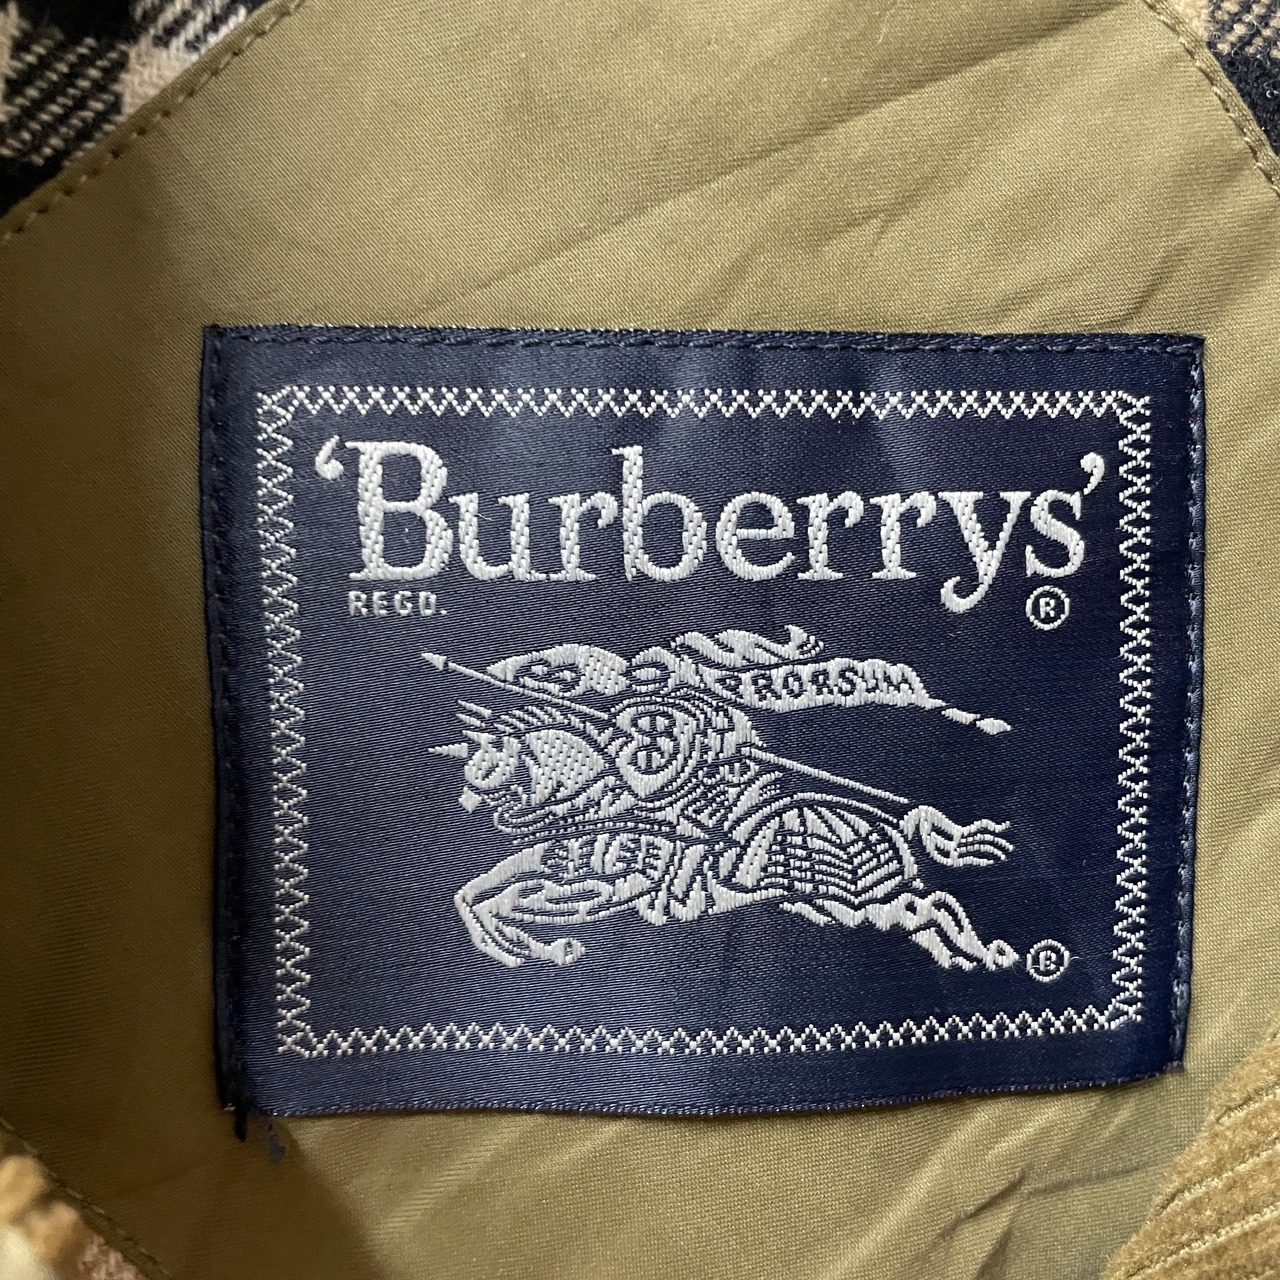 ‘Burberrys’
REGD. ®
PRORSUM
®